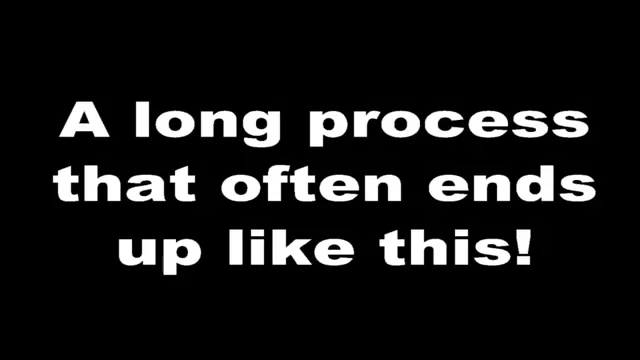 A long process
that often ends
up like this!